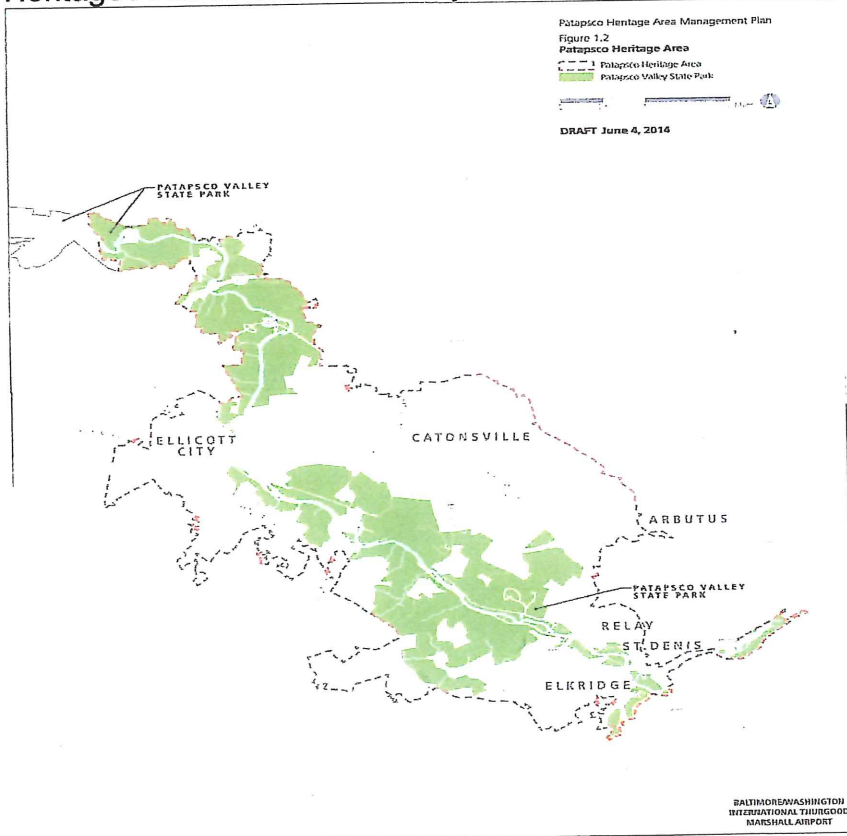 Patapsco Heritage Area Management Plan
Figure 1.2
Patapsco Heritage Area
Patapsco Heritage Area
Patapsco Valley State Park
DRAFT June 4, 2014
PATAPSCO VALLEY
STATE PARK
ELLICOTT
CITY
CATONSVILLE
ARBUTUS
PATAPSCO VALLEY
STATE PARK
RELAY
ST. DENIS
ELKRIDGE
BALTIMORE/WASHINGTON
INTERNATIONAL THURGOOD
MARSHALL AIRPORT